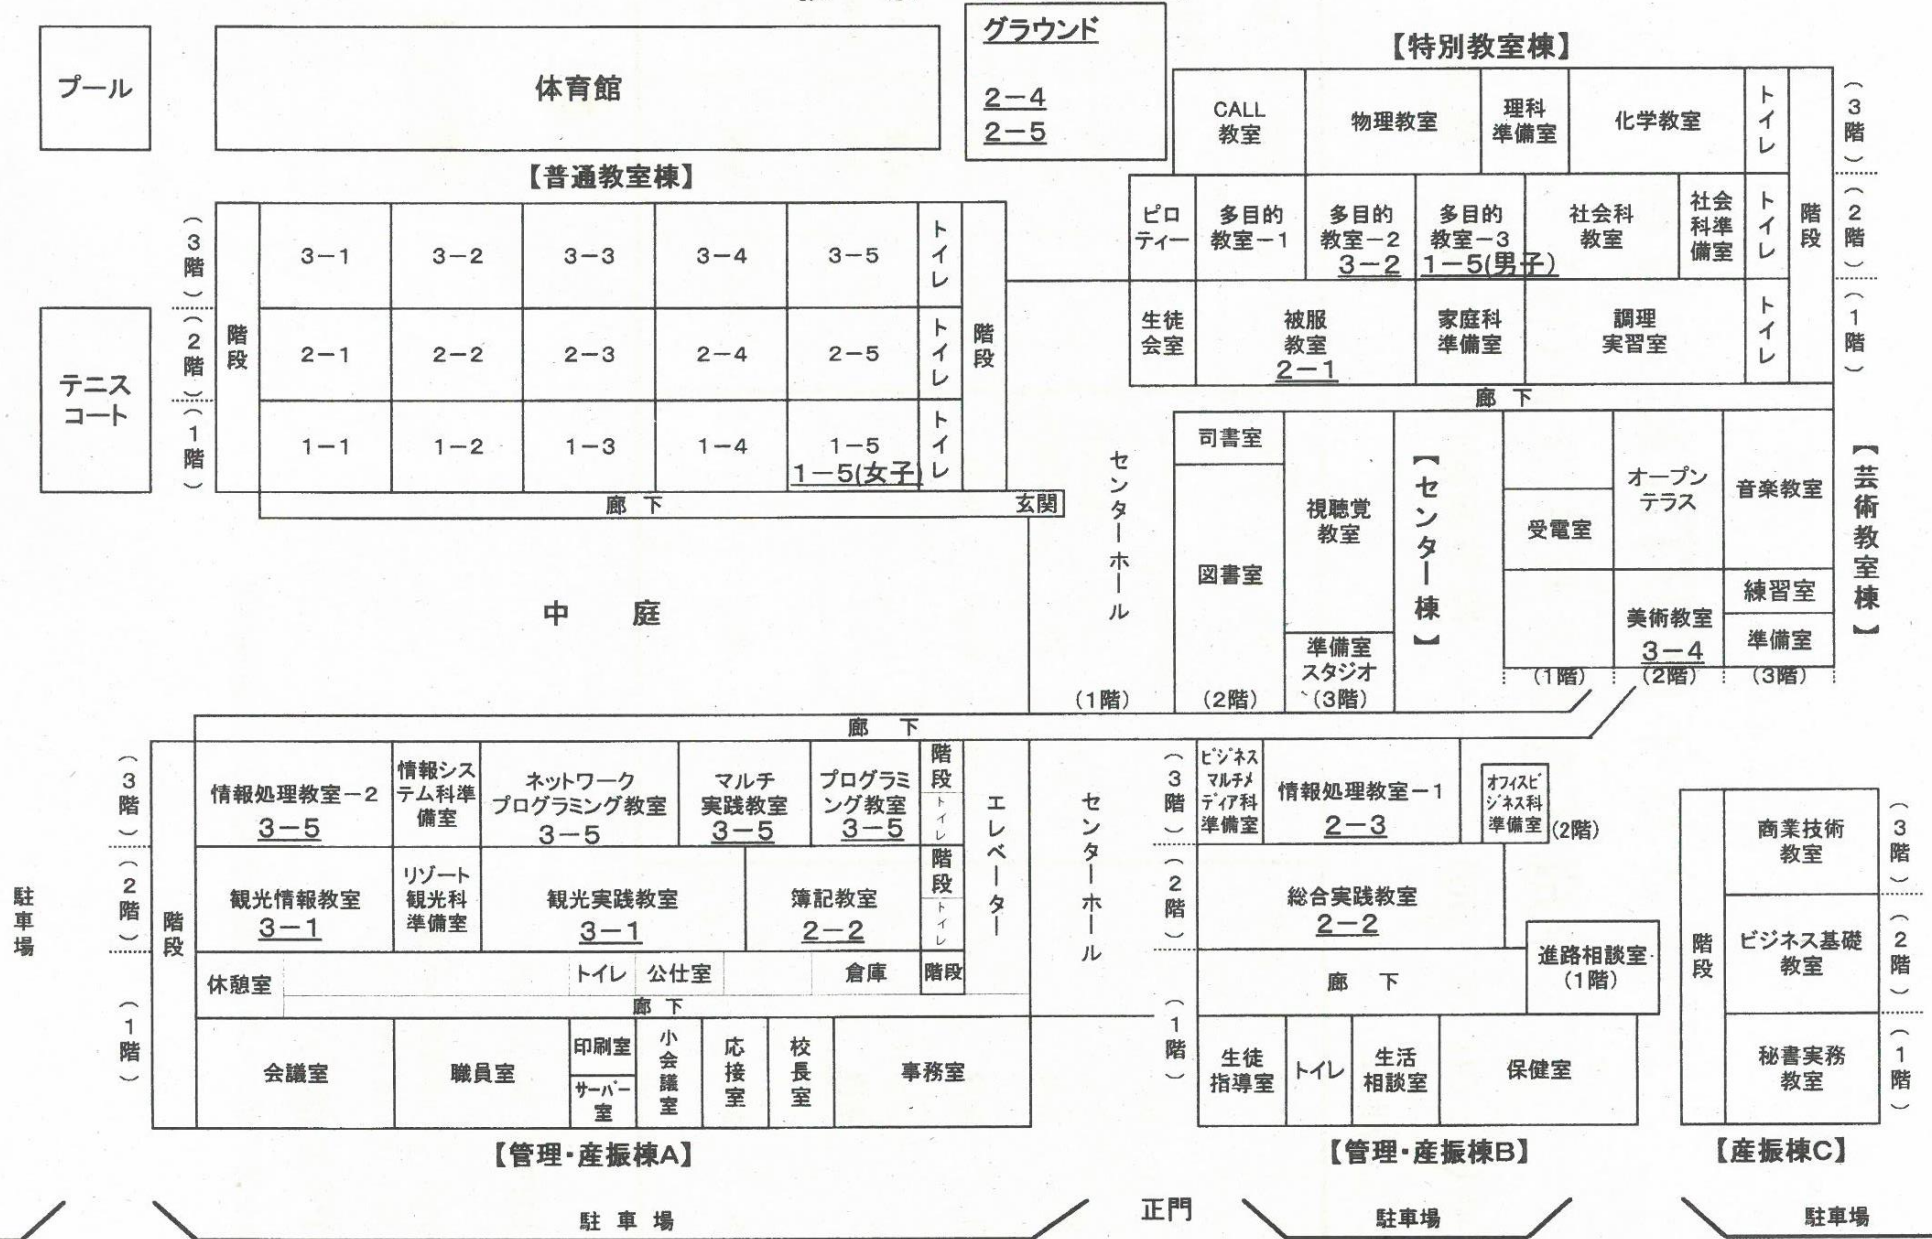 グラウンド
2-4
2-5
プール
体育館
【特別教室棟】
CALL
教室
物理教室
理科
準備室
化学教室
トイレ
(3階)
【普通教室棟】
ピロ
ティー
多目的
教室-1
多目的
教室-2
3-2
多目的
教室-3
1-5(男子)
社会科
教室
社会
科準
備室
トイレ
階段
(2階)
生徒
会室
被服
教室
2-1
家庭科
準備室
調理
実習室
トイレ
(1階)
廊下
(3階)
階段
3-1
3-2
3-3
3-4
3-5
トイレ
階段
(2階)
2-1
2-2
2-3
2-4
2-5
トイレ
(1階)
1-1
1-2
1-3
1-4
1-5
1-5(女子)
トイレ
廊下
玄関
テニス
コート
センターホール
(1階)
司書室
図書室
(2階)
視聴覚
教室
準備室
スタジオ
(3階)
【センター棟】
受電室
(1階)
オープン
テラス
美術教室
3-4
(2階)
音楽教室
練習室
準備室
(3階)
【芸術教室棟】
中庭
廊下
(3階)
情報処理教室-2
3-5
情報シス
テム科準
備室
ネットワーク
プログラミング教室
3-5
マルチ
実践教室
3-5
プログラミ
ング教室
3-5
階段
トイレ
エレベーター
センターホール
(2階)
階段
観光情報教室
3-1
リゾート
観光科
準備室
観光実践教室
3-1
簿記教室
2-2
階段
トイレ
休憩室
トイレ
公仕室
倉庫
階段
廊下
(1階)
会議室
職員室
印刷室
サーバー
室
小会議室
応接室
校長室
事務室
【管理・産振棟A】
(3階)
ビジネス
マルチメ
ディア科
準備室
情報処理教室-1
2-3
オフィスビ
ジネス科
準備室
(2階)
(2階)
総合実践教室
2-2
廊下
進路相談室
(1階)
(1階)
生徒
指導室
トイレ
生活
相談室
保健室
【管理・産振棟B】
階段
商業技術
教室
(3階)
ビジネス基礎
教室
(2階)
秘書実務
教室
(1階)
【産振棟C】
駐車場
駐車場
正門
駐車場
駐車場